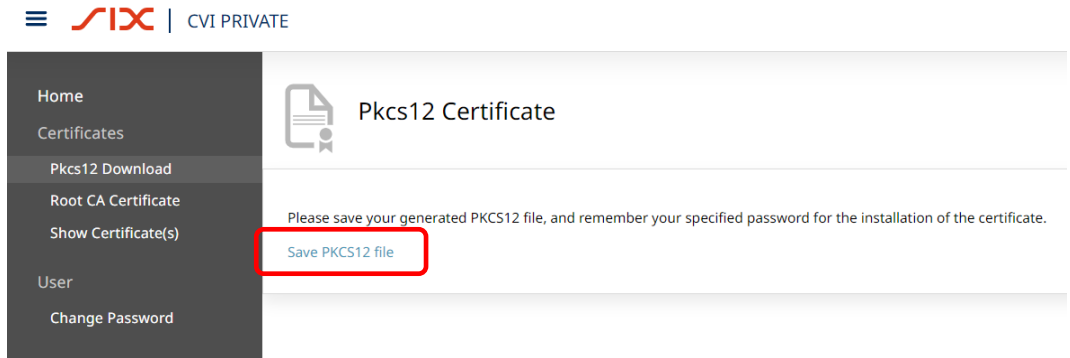 SIX | CVI PRIVATE
Home
Certificates
Pkcs12 Download
Root CA Certificate
Show Certificate(s)
User
Change Password
Pkcs12 Certificate
Please save your generated PKCS12 file, and remember your specified password for the installation of the certificate.
Save PKCS12 file